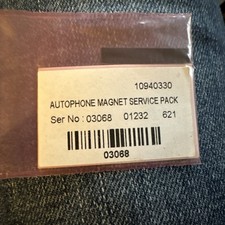 10940330
AUTOPHONE MAGNET SERVICE PACK
Ser No : 03068 01232 621
03068